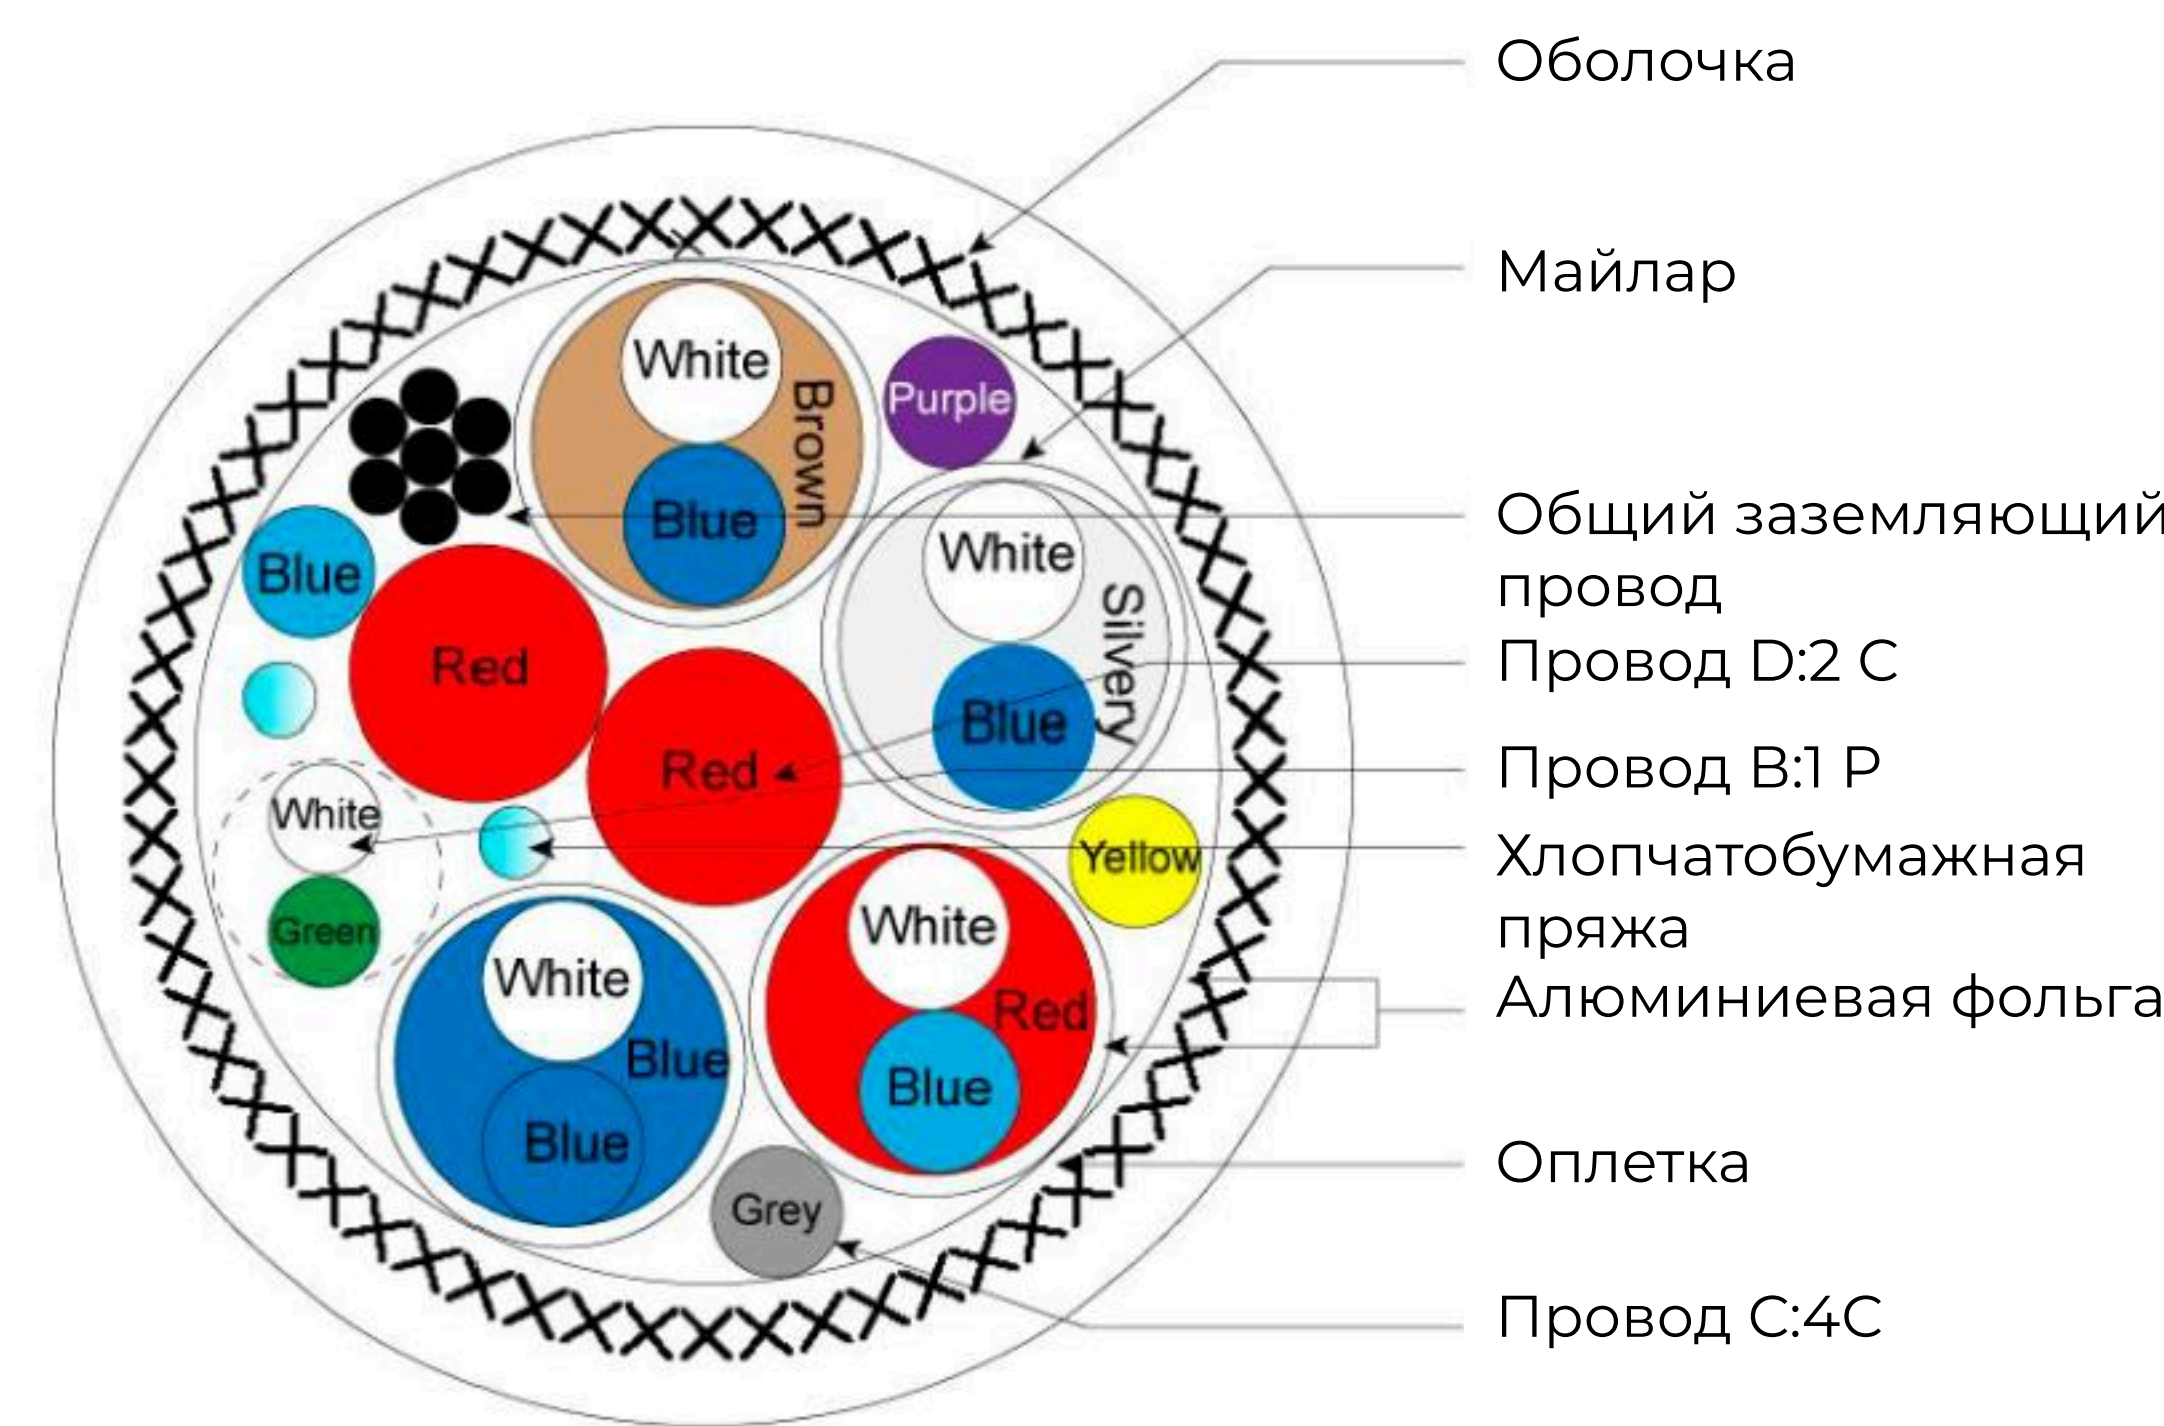 Оболочка
White
Brown
Майлар
Purple
Blue
Общий заземляющий
провод
White
Silvery
Blue
Red
Провод D:2 C
Blue
Red
Провод B:1 P
White
Yellow
Хлопчатобумажная
пряжа
Green
White
Red
White
Blue
Алюминиевая фольга
Blue
Blue
Оплетка
Grey
Провод C:4C